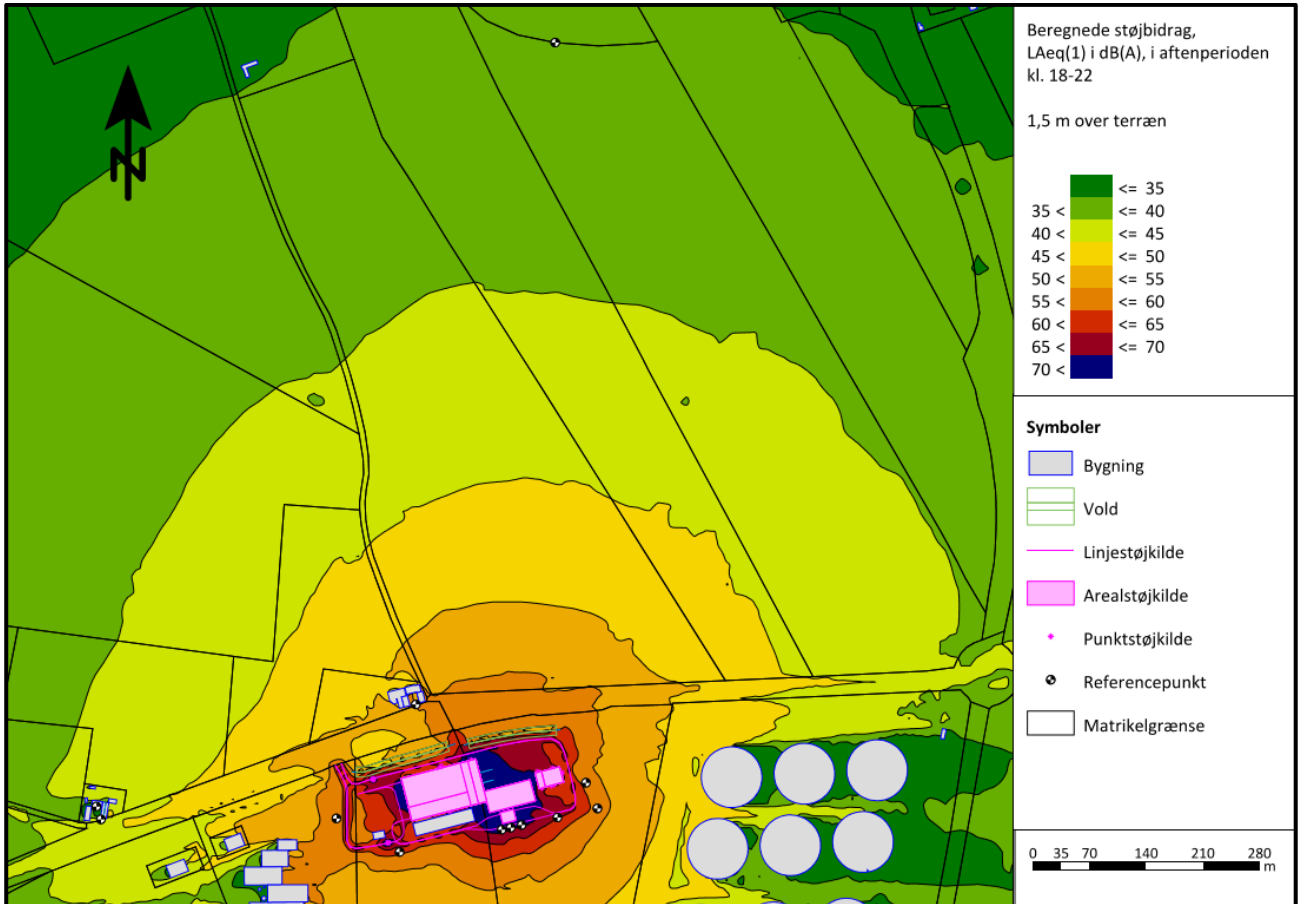 Beregnede støjbidrag,
LAeq(1) i dB(A), i aftenperioden
kl. 18-22
1,5 m over terræn
<= 35
35 < <= 40
40 < <= 45
45 < <= 50
50 < <= 55
55 < <= 60
60 < <= 65
65 < <= 70
70 <
Symboler
Bygning
Vold
Linjestøjkilde
Arealstøjkilde
Punktstøjkilde
Referencepunkt
Matrikelgrænse
0 35 70 140 210 280
m
N